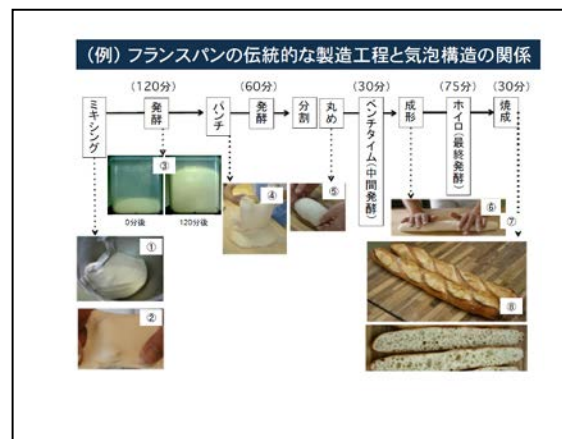 (例) フランスパンの伝統的な製造工程と気泡構造の関係
(120分)
(60分)
(30分)
(75分)
(30分)
ミキシング
発酵
パンチ
発酵
分割
丸め
ベンチタイム(中間発酵)
成形
ホイロ(最終発酵)
焼成
③
0分後
120分後
④
⑤
⑥
⑦
①
②
⑧